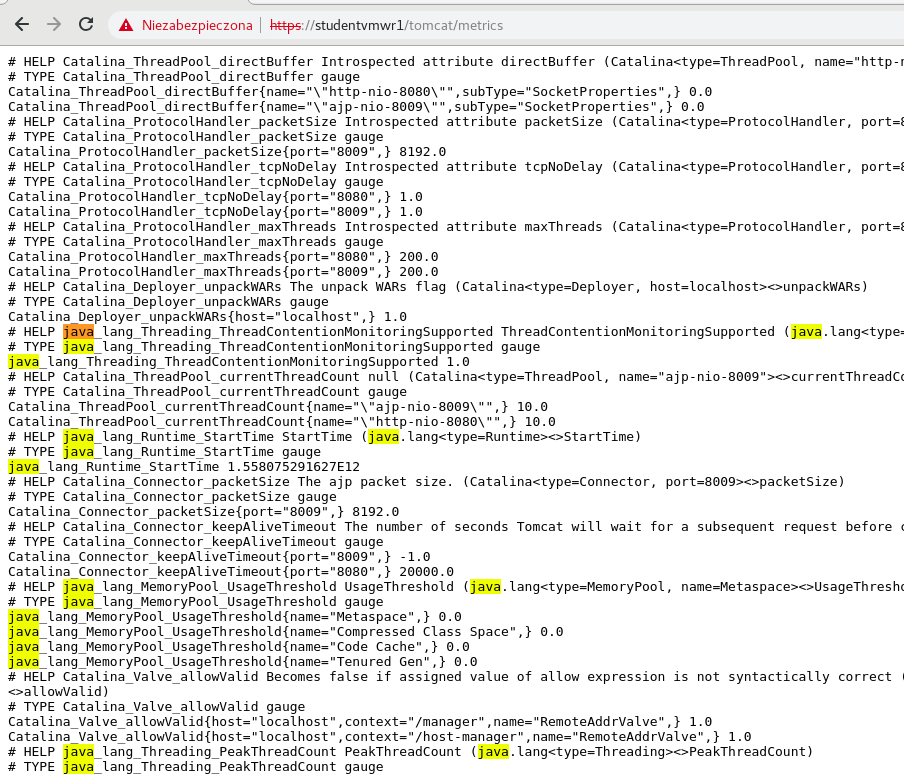 Niezabezpieczona | https://studentvmwr1/tomcat/metrics
# HELP Catalina_ThreadPool_directBuffer Introspected attribute directBuffer (Catalina<type=ThreadPool, name="http-n
# TYPE Catalina_ThreadPool_directBuffer gauge
Catalina_ThreadPool_directBuffer{name="\"http-nio-8080\"",subType="SocketProperties",} 0.0
Catalina_ThreadPool_directBuffer{name="\"ajp-nio-8009\"",subType="SocketProperties",} 0.0
# HELP Catalina_ProtocolHandler_packetSize Introspected attribute packetSize (Catalina<type=ProtocolHandler, port=8
# TYPE Catalina_ProtocolHandler_packetSize gauge
Catalina_ProtocolHandler_packetSize{port="8009",} 8192.0
# HELP Catalina_ProtocolHandler_tcpNoDelay Introspected attribute tcpNoDelay (Catalina<type=ProtocolHandler, port=8
# TYPE Catalina_ProtocolHandler_tcpNoDelay gauge
Catalina_ProtocolHandler_tcpNoDelay{port="8080",} 1.0
Catalina_ProtocolHandler_tcpNoDelay{port="8009",} 1.0
# HELP Catalina_ProtocolHandler_maxThreads Introspected attribute maxThreads (Catalina<type=ProtocolHandler, port=8
# TYPE Catalina_ProtocolHandler_maxThreads gauge
Catalina_ProtocolHandler_maxThreads{port="8080",} 200.0
Catalina_ProtocolHandler_maxThreads{port="8009",} 200.0
# HELP Catalina_Deployer_unpackWARs The unpack WARs flag (Catalina<type=Deployer, host=localhost><>unpackWARs)
# TYPE Catalina_Deployer_unpackWARs gauge
Catalina_Deployer_unpackWARs{host="localhost",} 1.0
# HELP java_lang_Threading_ThreadContentionMonitoringSupported ThreadContentionMonitoringSupported (java.lang<type=
# TYPE java_lang_Threading_ThreadContentionMonitoringSupported gauge
java_lang_Threading_ThreadContentionMonitoringSupported 1.0
# HELP Catalina_ThreadPool_currentThreadCount null (Catalina<type=ThreadPool, name="ajp-nio-8009"><>currentThreadCo
# TYPE Catalina_ThreadPool_currentThreadCount gauge
Catalina_ThreadPool_currentThreadCount{name="\"ajp-nio-8009\"",} 10.0
Catalina_ThreadPool_currentThreadCount{name="\"http-nio-8080\"",} 10.0
# HELP java_lang_Runtime_StartTime StartTime (java.lang<type=Runtime><>StartTime)
# TYPE java_lang_Runtime_StartTime gauge
java_lang_Runtime_StartTime 1.558075291627E12
# HELP Catalina_Connector_packetSize The ajp packet size. (Catalina<type=Connector, port=8009><>packetSize)
# TYPE Catalina_Connector_packetSize gauge
Catalina_Connector_packetSize{port="8009",} 8192.0
# HELP Catalina_Connector_keepAliveTimeout The number of seconds Tomcat will wait for a subsequent request before c
# TYPE Catalina_Connector_keepAliveTimeout gauge
Catalina_Connector_keepAliveTimeout{port="8009",} -1.0
Catalina_Connector_keepAliveTimeout{port="8080",} 20000.0
# HELP java_lang_MemoryPool_UsageThreshold UsageThreshold (java.lang<type=MemoryPool, name=Metaspace><>UsageThresho
# TYPE java_lang_MemoryPool_UsageThreshold gauge
java_lang_MemoryPool_UsageThreshold{name="Metaspace",} 0.0
java_lang_MemoryPool_UsageThreshold{name="Compressed Class Space",} 0.0
java_lang_MemoryPool_UsageThreshold{name="Code Cache",} 0.0
java_lang_MemoryPool_UsageThreshold{name="Tenured Gen",} 0.0
# HELP Catalina_Valve_allowValid Becomes false if assigned value of allow expression is not syntactically correct (
<>allowValid)
# TYPE Catalina_Valve_allowValid gauge
Catalina_Valve_allowValid{host="localhost",context="/manager",name="RemoteAddrValve",} 1.0
Catalina_Valve_allowValid{host="localhost",context="/host-manager",name="RemoteAddrValve",} 1.0
# HELP java_lang_Threading_PeakThreadCount PeakThreadCount (java.lang<type=Threading><>PeakThreadCount)
# TYPE java_lang_Threading_PeakThreadCount gauge